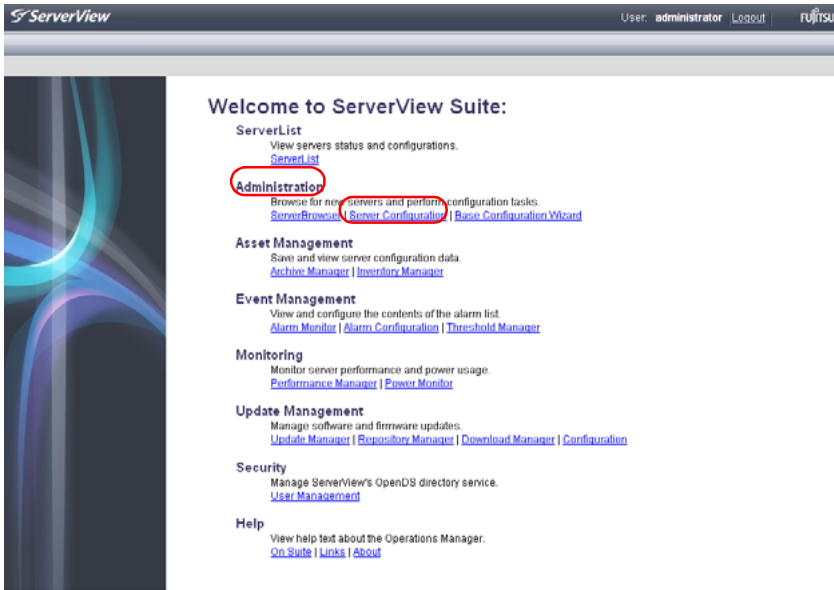 ServerView User: administrator | Logout | FUJITSU
Welcome to ServerView Suite:
ServerList
View servers status and configurations.
ServerList
Administration
Browse for new servers and perform configuration tasks.
ServerBrowser | Server Configuration | Base Configuration Wizard
Asset Management
Save and view server configuration data.
Archive Manager | Inventory Manager
Event Management
View and configure the contents of the alarm list.
Alarm Monitor | Alarm Configuration | Threshold Manager
Monitoring
Monitor server performance and power usage.
Performance Manager | Power Monitor
Update Management
Manage software and firmware updates.
Update Manager | Repository Manager | Download Manager | Configuration
Security
Manage ServerView's OpenDS directory service.
User Management
Help
View help text about the Operations Manager.
On Suite | Links | About